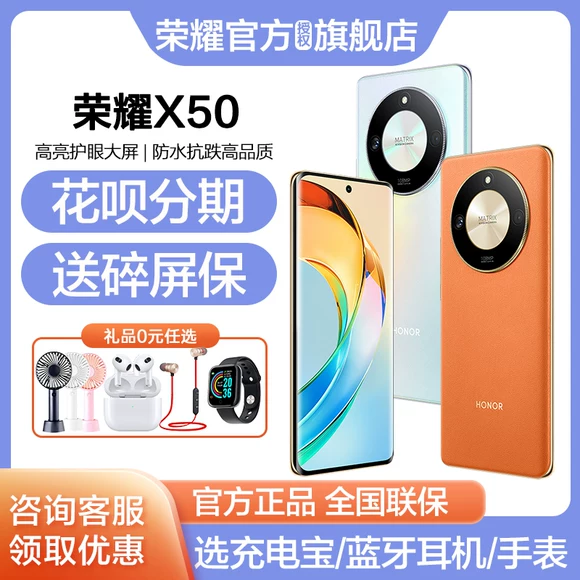 荣耀官方授权旗舰店
荣耀X50
高亮护眼大屏 | 防水抗跌高品质
花呗分期
送碎屏保
礼品0元任选
MATRIX
HONOR
MATRIX
HONOR
20
36
咨询客服
领取优惠
官方正品 全国联保
选充电宝/蓝牙耳机/手表